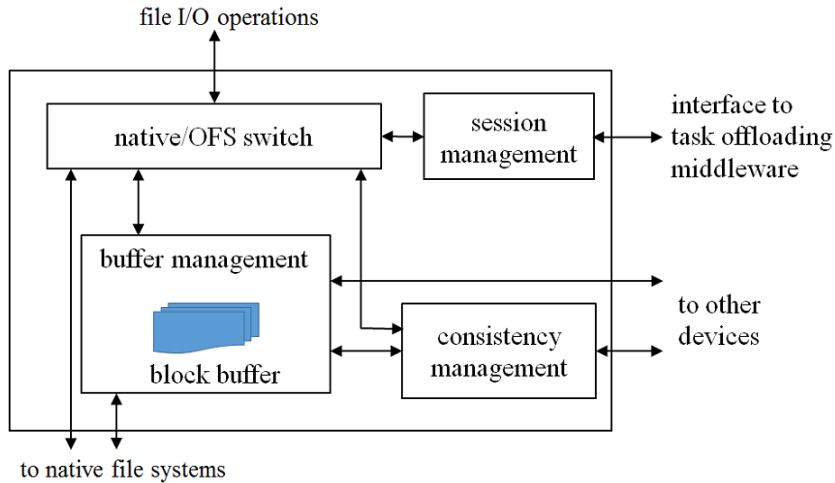 file I/O operations
native/OFS switch
session
management
interface to
task offloading
middleware
buffer management
block buffer
consistency
management
to other
devices
to native file systems